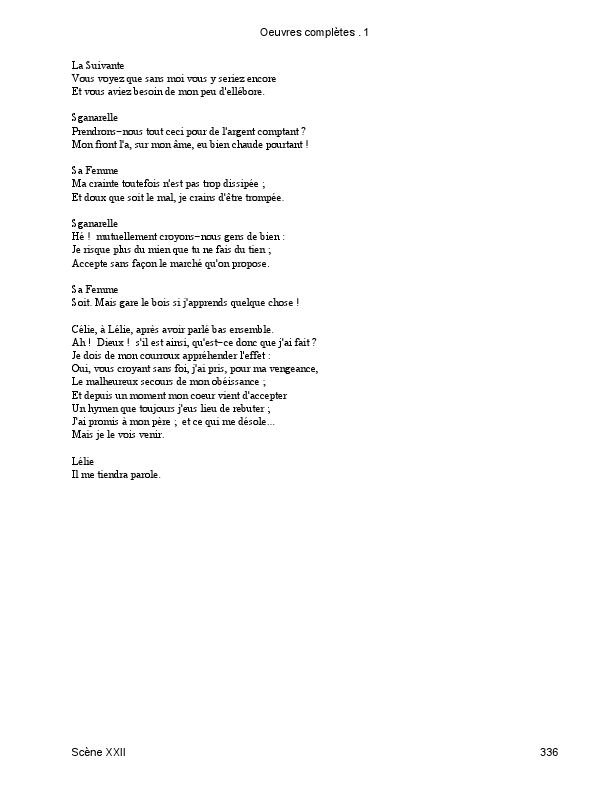 Oeuvres complètes . 1
La Suivante
Vous voyez que sans moi vous y seriez encore
Et vous aviez besoin de mon peu d'ellébore.
Sganarelle
Prendrons−nous tout ceci pour de l'argent comptant ?
Mon front l'a, sur mon âme, eu bien chaude pourtant !
Sa Femme
Ma crainte toutefois n'est pas trop dissipée ;
Et doux que soit le mal, je crains d'être trompée.
Sganarelle
Hé !  mutuellement croyons−nous gens de bien :
Je risque plus du mien que tu ne fais du tien ;
Accepte sans façon le marché qu'on propose.
Sa Femme
Soit. Mais gare le bois si j'apprends quelque chose !
Célie, à Lélie, après avoir parlé bas ensemble.
Ah !  Dieux !  s'il est ainsi, qu'est−ce donc que j'ai fait ?
Je dois de mon courroux appréhender l'effet :
Oui, vous croyant sans foi, j'ai pris, pour ma vengeance,
Le malheureux secours de mon obéissance ;
Et depuis un moment mon coeur vient d'accepter
Un hymen que toujours j'eus lieu de rebuter ;
J'ai promis à mon père ;  et ce qui me désole...
Mais je le vois venir.
Lélie
Il me tiendra parole.
Scène XXII
336